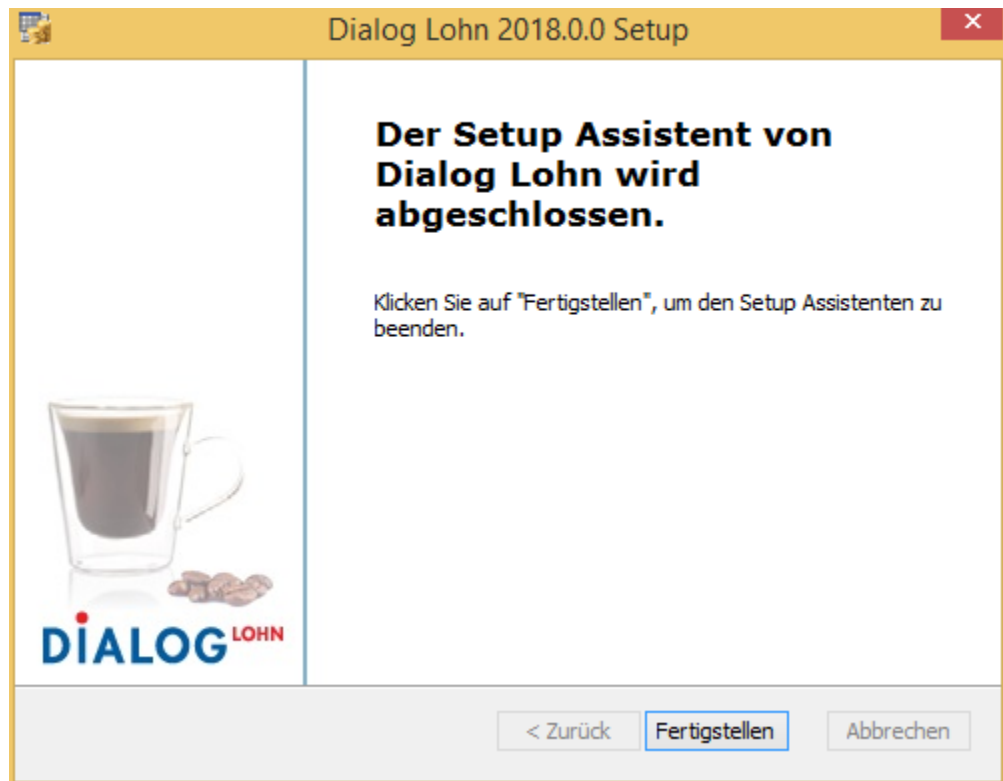 Dialog Lohn 2018.0.0 Setup
Der Setup Assistent von
Dialog Lohn wird
abgeschlossen.
Klicken Sie auf "Fertigstellen", um den Setup Assistenten zu
beenden.
DiALOG LOHN
< Zurück Fertigstellen Abbrechen